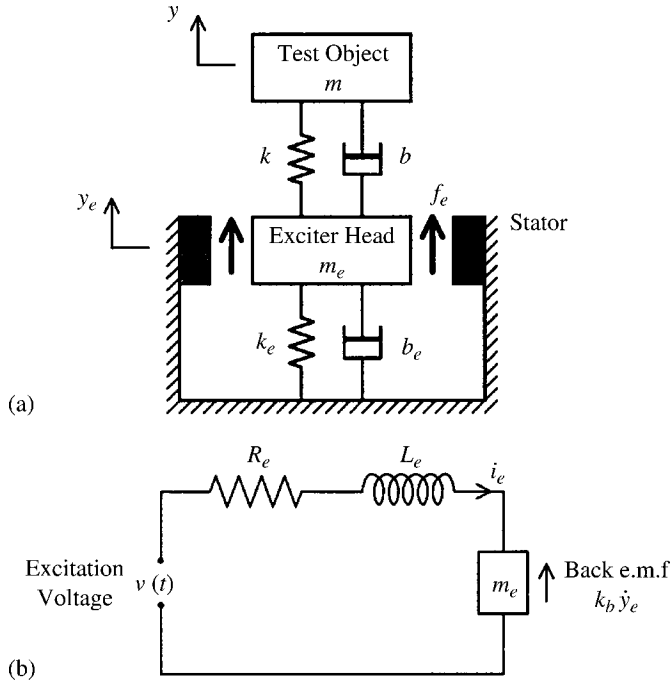 y
Test Object
m
k
b
y_e
f_e
Stator
Exciter Head
m_e
k_e
b_e
(a)
R_e
L_e
i_e
Excitation
Voltage
v (t)
m_e
Back e.m.f
k_b ẏ_e
(b)